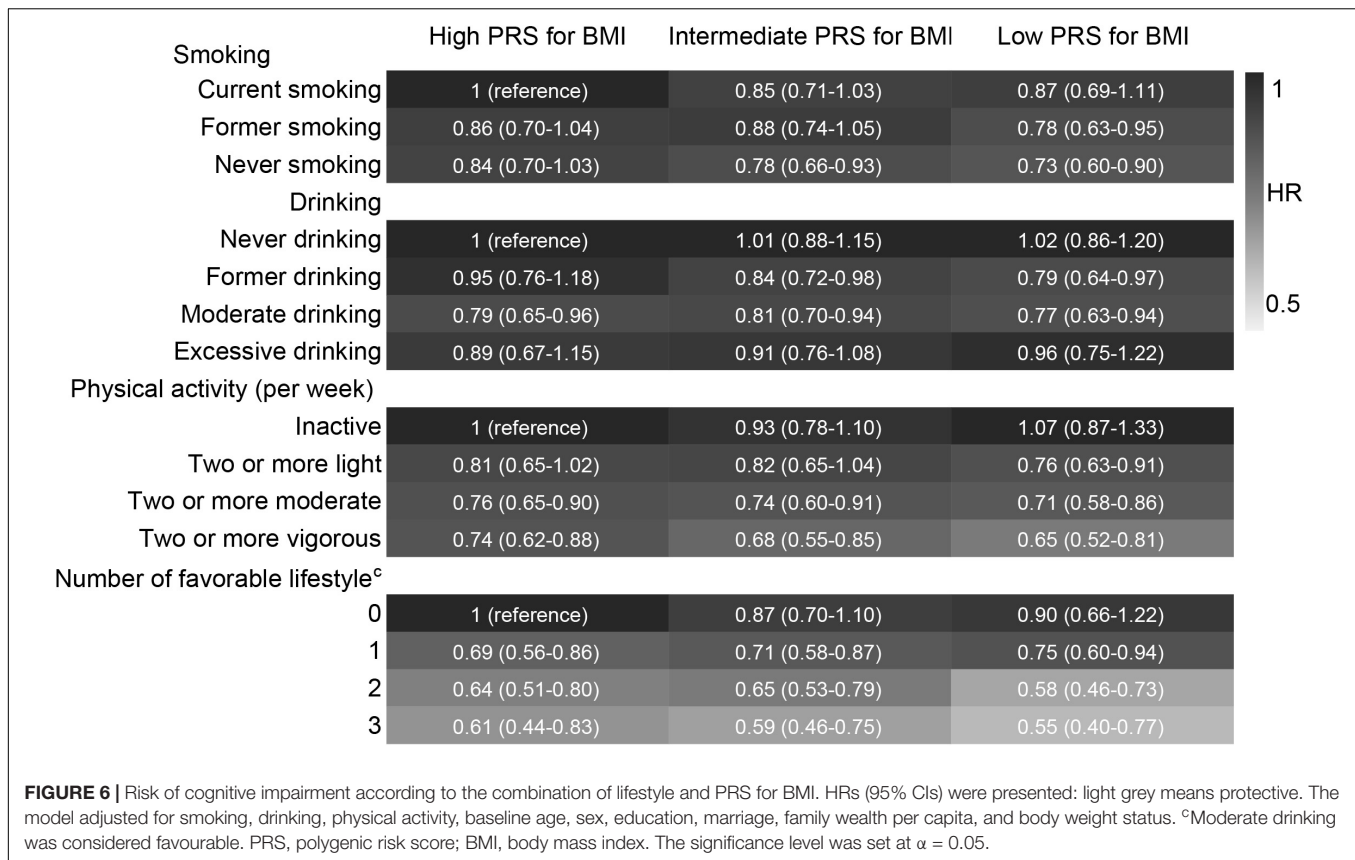 High PRS for BMI Intermediate PRS for BMI Low PRS for BMI
Smoking
Current smoking 1 (reference) 0.85 (0.71-1.03) 0.87 (0.69-1.11)
Former smoking 0.86 (0.70-1.04) 0.88 (0.74-1.05) 0.78 (0.63-0.95)
Never smoking 0.84 (0.70-1.03) 0.78 (0.66-0.93) 0.73 (0.60-0.90)
Drinking
Never drinking 1 (reference) 1.01 (0.88-1.15) 1.02 (0.86-1.20)
Former drinking 0.95 (0.76-1.18) 0.84 (0.72-0.98) 0.79 (0.64-0.97)
Moderate drinking 0.79 (0.65-0.96) 0.81 (0.70-0.94) 0.77 (0.63-0.94)
Excessive drinking 0.89 (0.67-1.15) 0.91 (0.76-1.08) 0.96 (0.75-1.22)
Physical activity (per week)
Inactive 1 (reference) 0.93 (0.78-1.10) 1.07 (0.87-1.33)
Two or more light 0.81 (0.65-1.02) 0.82 (0.65-1.04) 0.76 (0.63-0.91)
Two or more moderate 0.76 (0.65-0.90) 0.74 (0.60-0.91) 0.71 (0.58-0.86)
Two or more vigorous 0.74 (0.62-0.88) 0.68 (0.55-0.85) 0.65 (0.52-0.81)
Number of favorable lifestyleᶜ
0 1 (reference) 0.87 (0.70-1.10) 0.90 (0.66-1.22)
1 0.69 (0.56-0.86) 0.71 (0.58-0.87) 0.75 (0.60-0.94)
2 0.64 (0.51-0.80) 0.65 (0.53-0.79) 0.58 (0.46-0.73)
3 0.61 (0.44-0.83) 0.59 (0.46-0.75) 0.55 (0.40-0.77)
1
HR
0.5
FIGURE 6 | Risk of cognitive impairment according to the combination of lifestyle and PRS for BMI. HRs (95% CIs) were presented: light grey means protective. The
model adjusted for smoking, drinking, physical activity, baseline age, sex, education, marriage, family wealth per capita, and body weight status. ᶜModerate drinking
was considered favourable. PRS, polygenic risk score; BMI, body mass index. The significance level was set at α = 0.05.